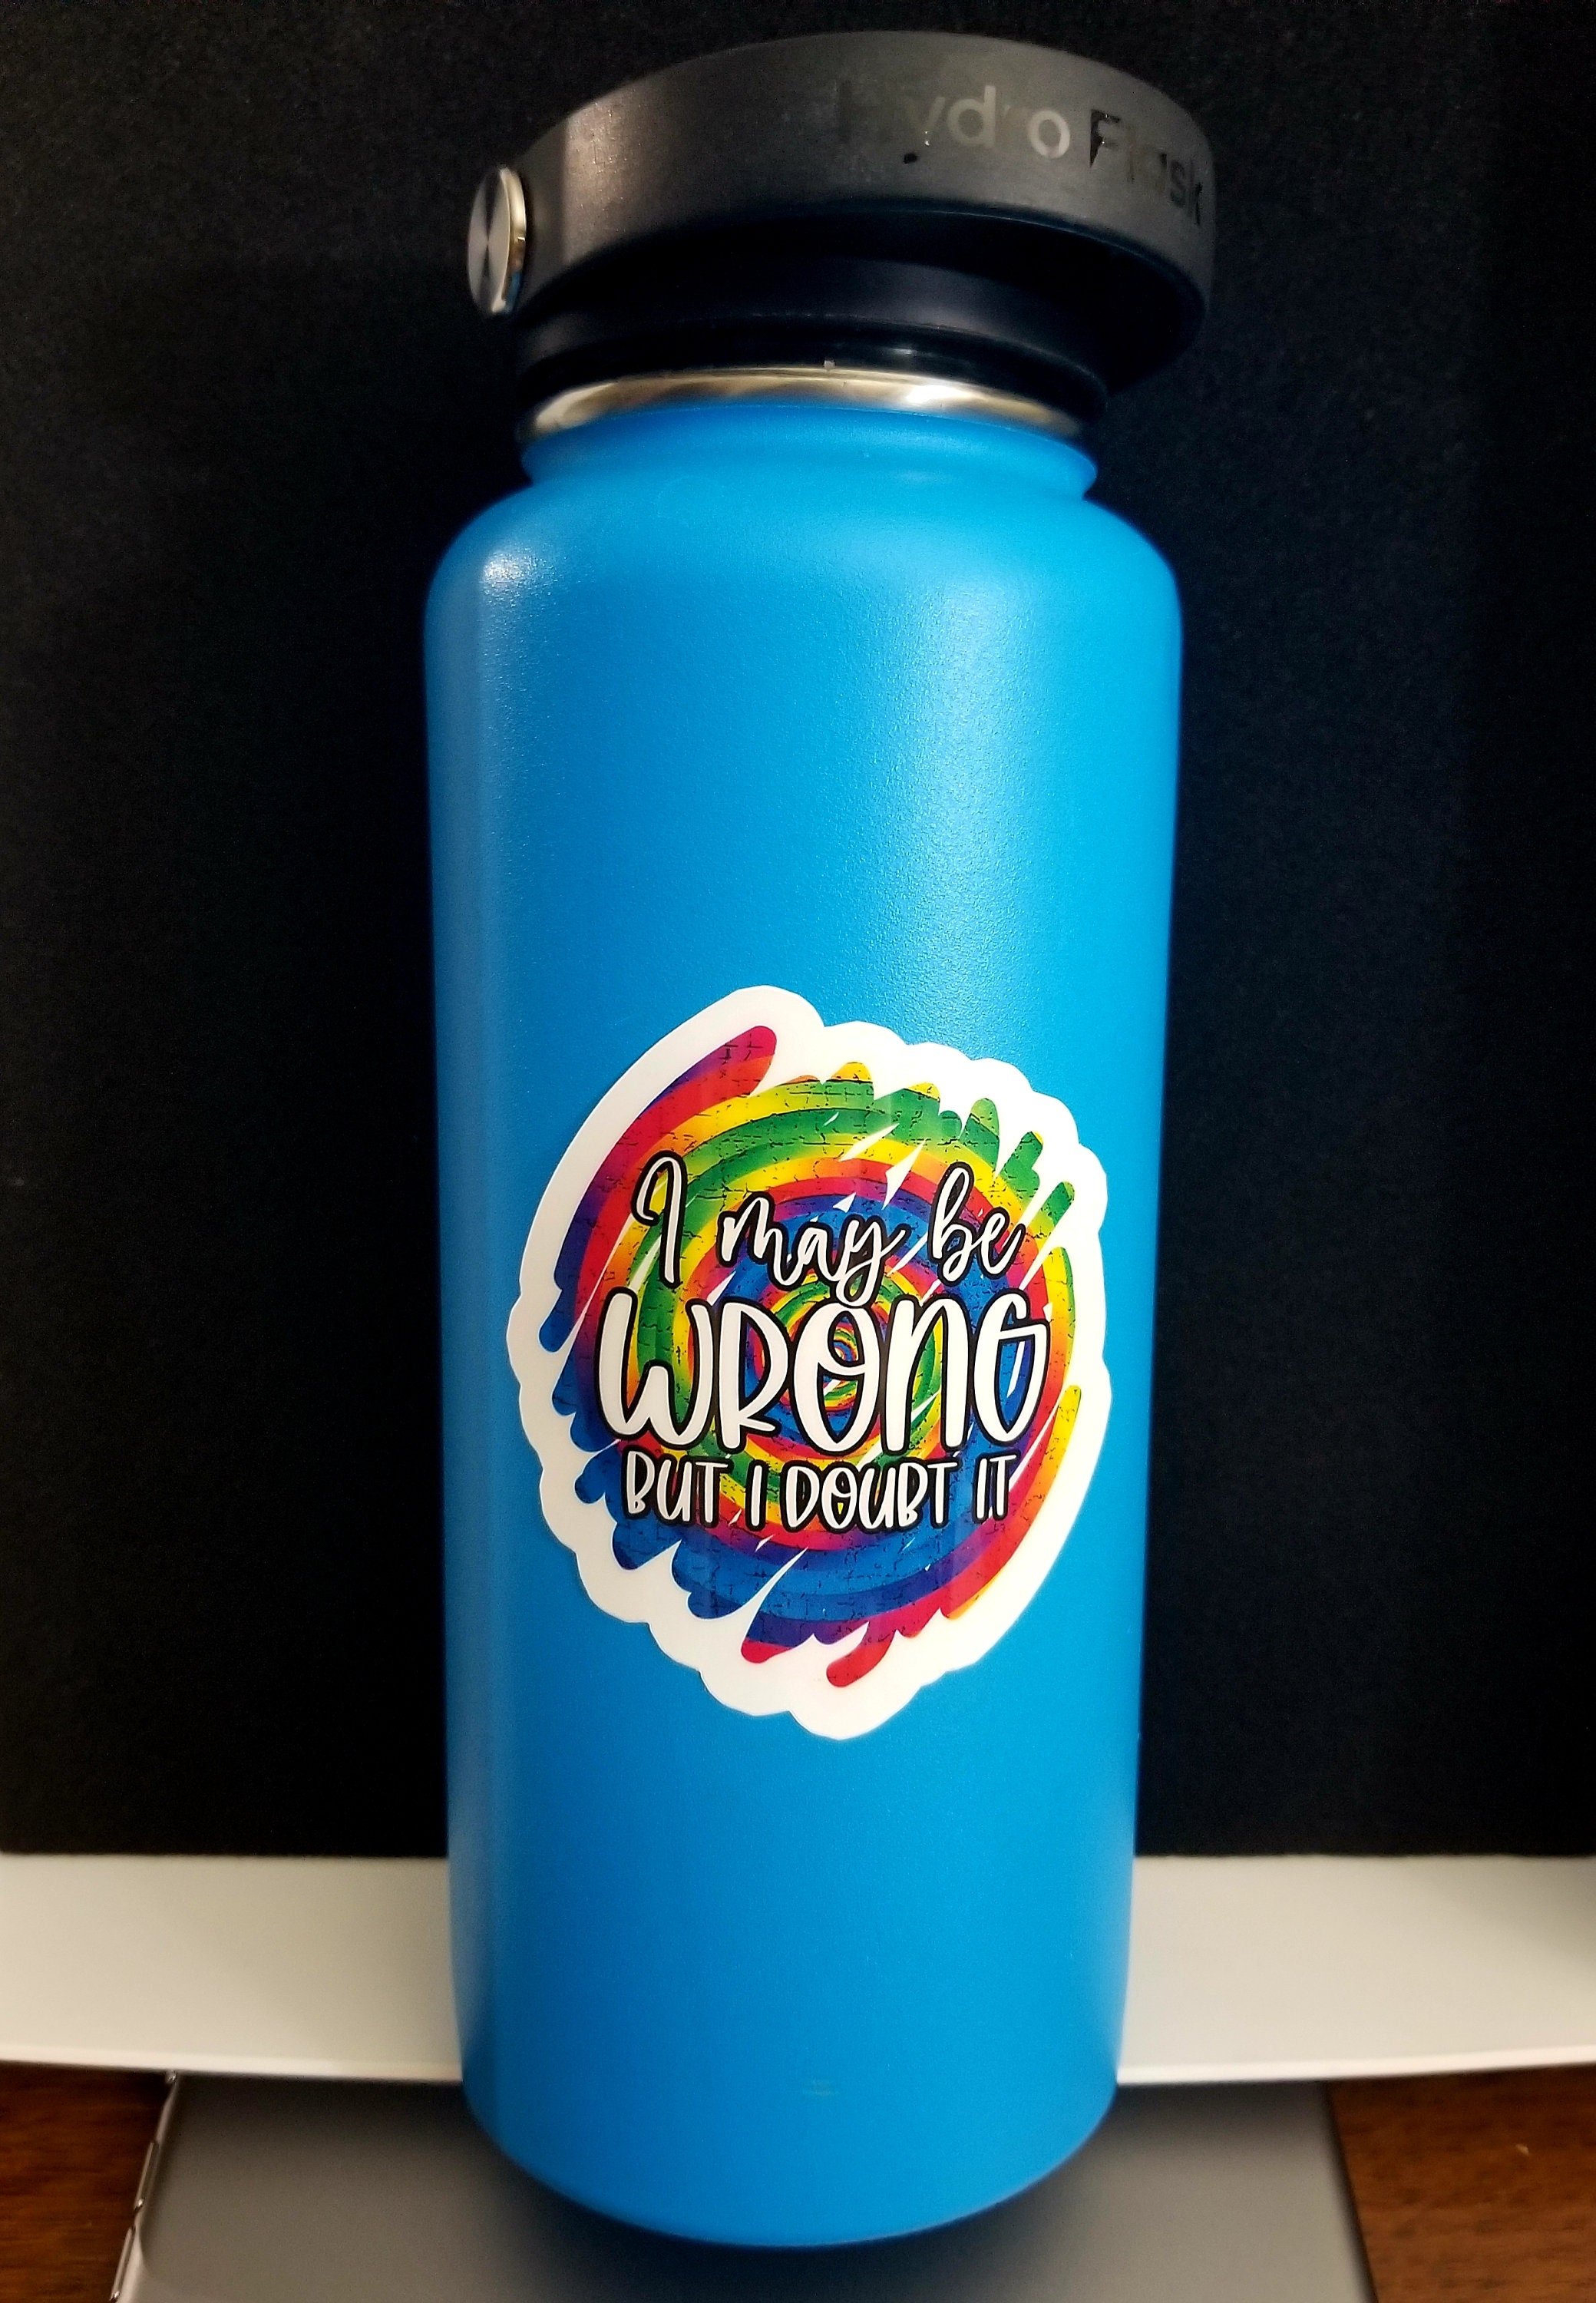 Hydro Flask
I may be
WRONG
BUT I DOUBT IT